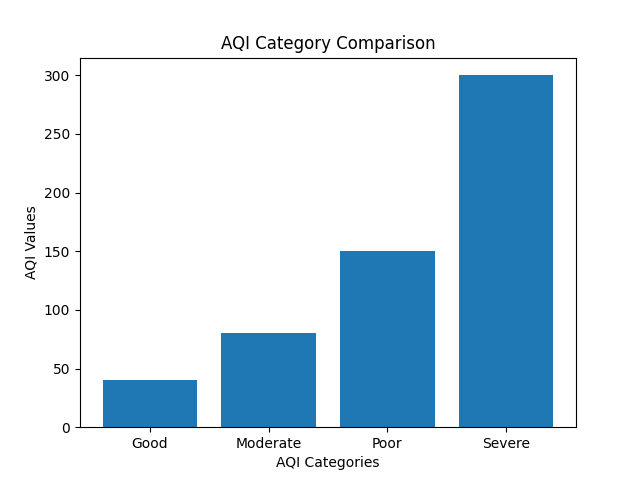 AQI Category Comparison
AQI Values
300
250
200
150
100
50
0
Good Moderate Poor Severe
AQI Categories